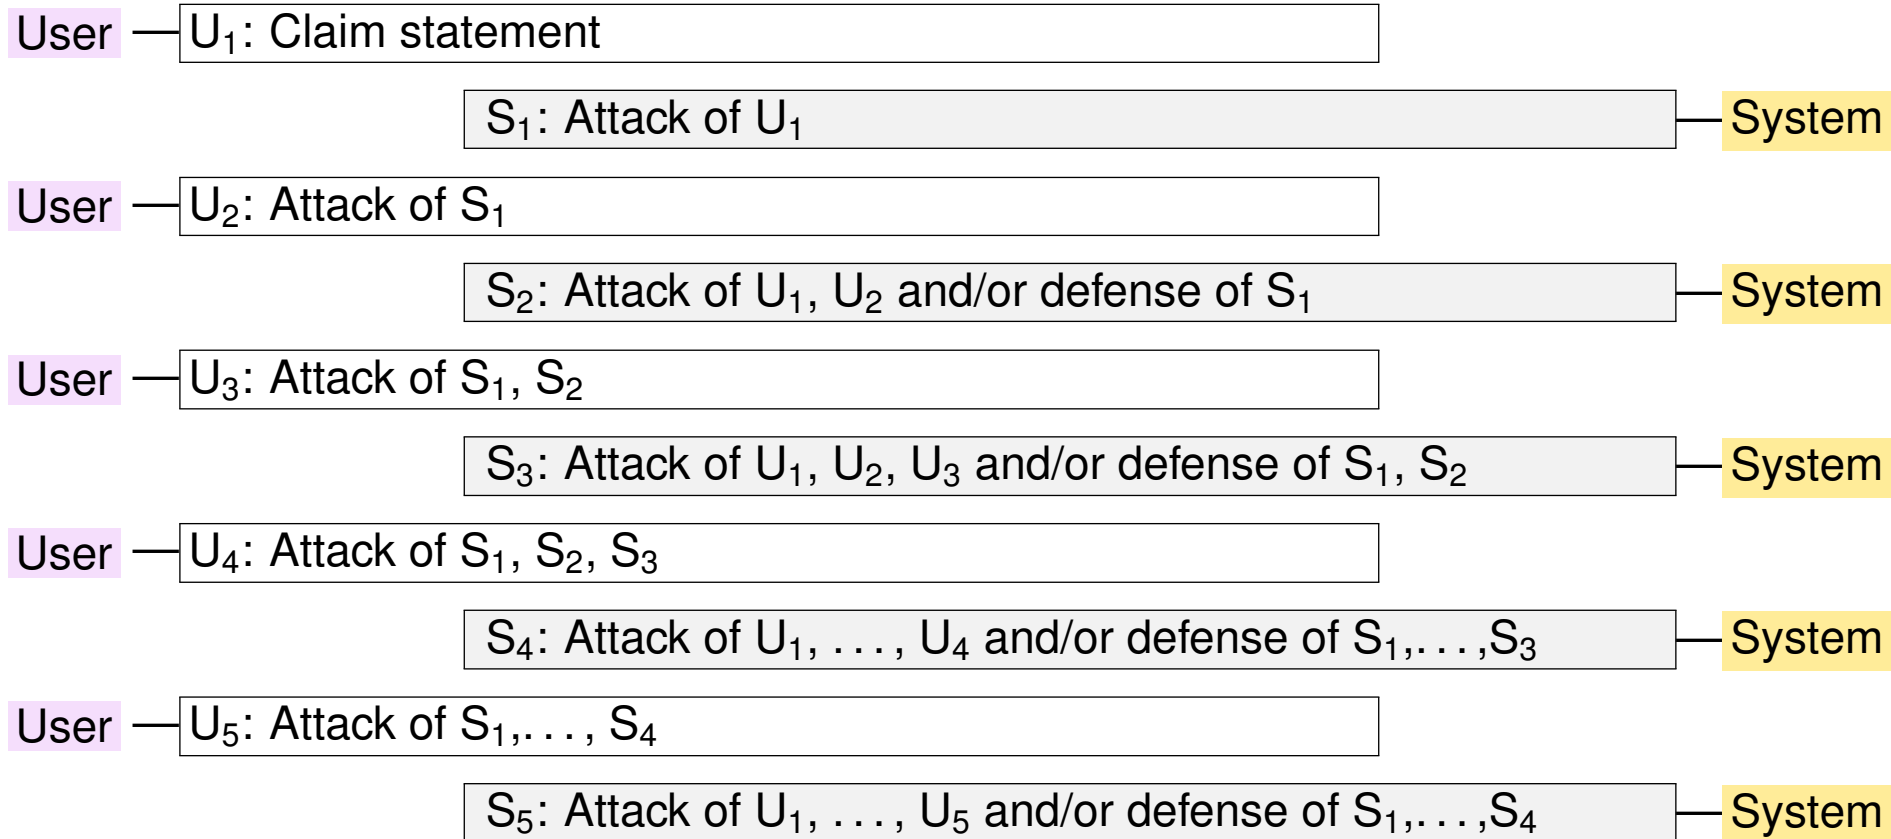 User U₁: Claim statement
S₁: Attack of U₁ System
User U₂: Attack of S₁
S₂: Attack of U₁, U₂ and/or defense of S₁ System
User U₃: Attack of S₁, S₂
S₃: Attack of U₁, U₂, U₃ and/or defense of S₁, S₂ System
User U₄: Attack of S₁, S₂, S₃
S₄: Attack of U₁, . . . , U₄ and/or defense of S₁,. . . ,S₃ System
User U₅: Attack of S₁,. . . , S₄
S₅: Attack of U₁, . . . , U₅ and/or defense of S₁,. . . ,S₄ System